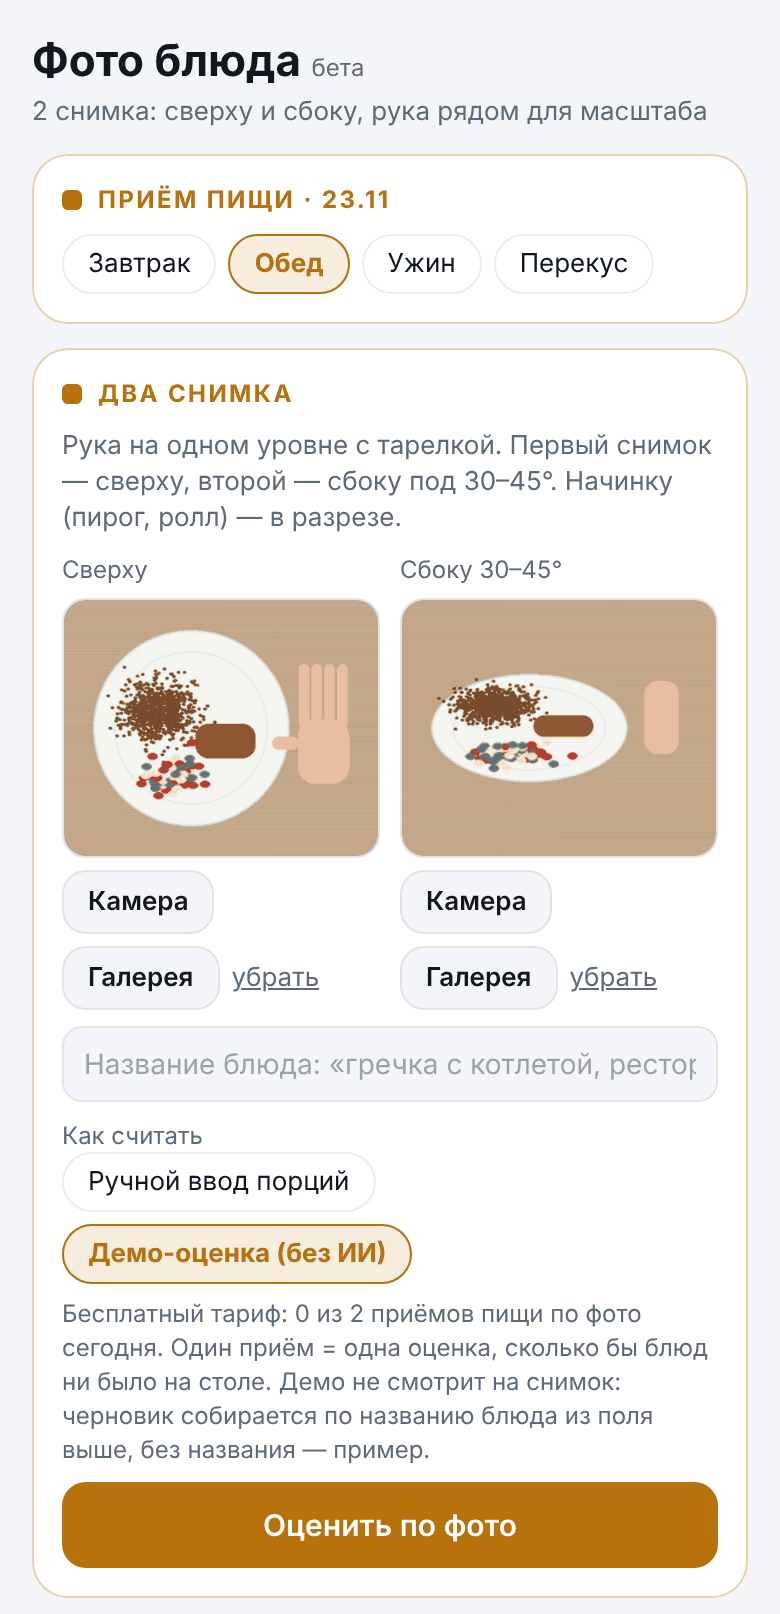 Фото блюда бета
2 снимка: сверху и сбоку, рука рядом для масштаба
ПРИЁМ ПИЩИ · 23.11
Завтрак Обед Ужин Перекус
ДВА СНИМКА
Рука на одном уровне с тарелкой. Первый снимок
— сверху, второй — сбоку под 30–45°. Начинку
(пирог, ролл) — в разрезе.
Сверху Сбоку 30–45°
Камера Камера
Галерея убрать Галерея убрать
Название блюда: «гречка с котлетой, рестор
Как считать
Ручной ввод порций
Демо-оценка (без ИИ)
Бесплатный тариф: 0 из 2 приёмов пищи по фото
сегодня. Один приём = одна оценка, сколько бы блюд
ни было на столе. Демо не смотрит на снимок:
черновик собирается по названию блюда из поля
выше, без названия — пример.
Оценить по фото